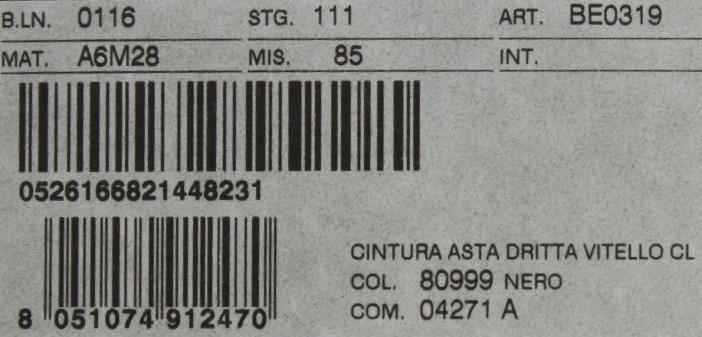 B.LN. 0116 STG. 111 ART. BE0319
MAT. A6M28 MIS. 85 INT.
0526166821448231
CINTURA ASTA DRITTA VITELLO CL
COL. 80999 NERO
COM. 04271 A
8 051074 912470